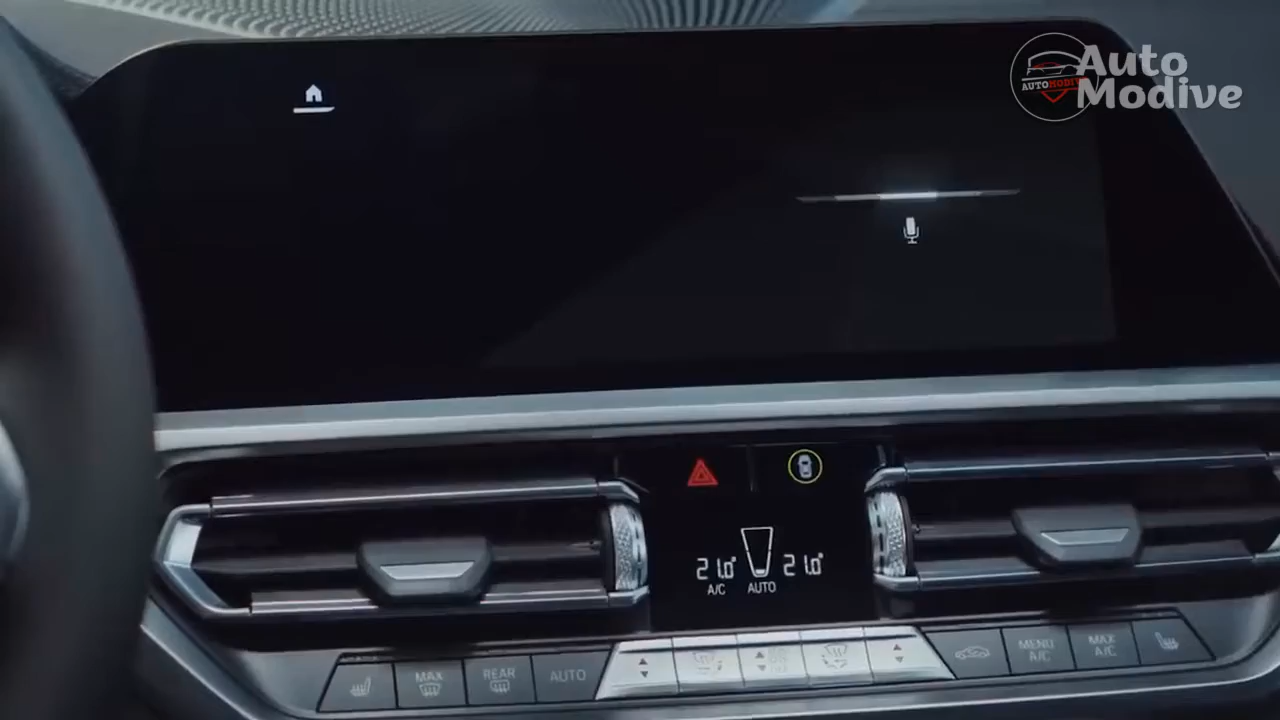 Auto
Modive
AUTOMODIVE
21.0° 21.0°
A/C AUTO
MAX
REAR
AUTO
MENU
A/C
MAX
A/C